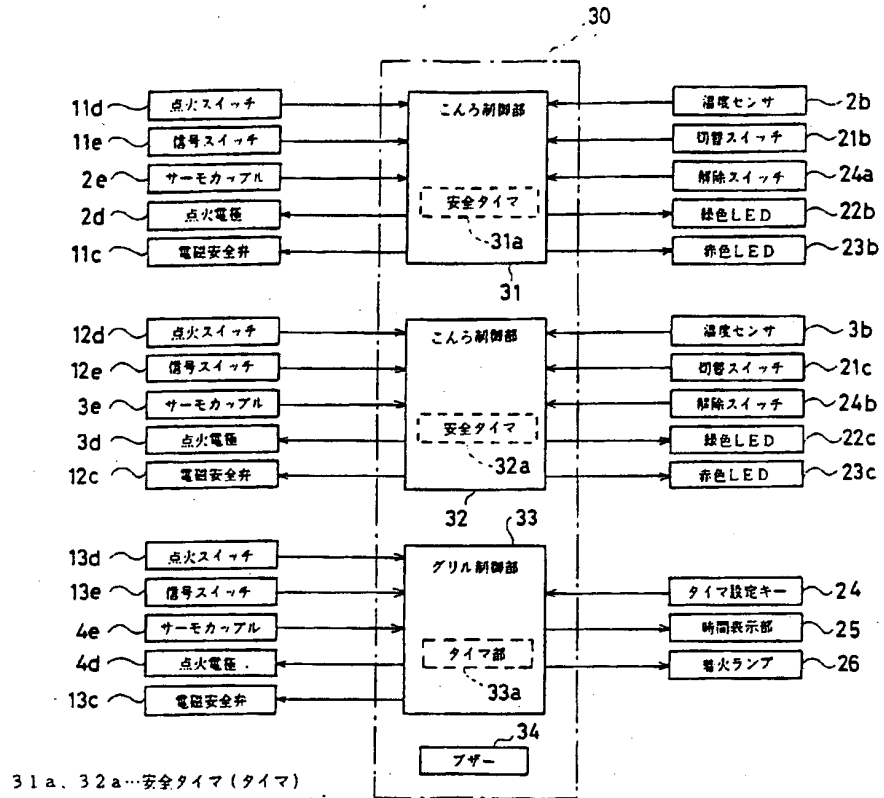 30
11d 点火スイッチ こんろ制御部 温度センサ 2b
11e 信号スイッチ 切替スイッチ 21b
2e サーモカップル 解除スイッチ 24a
2d 点火電極 安全タイマ 緑色LED 22b
11c 電磁安全弁 31a 赤色LED 23b
31
12d 点火スイッチ こんろ制御部 温度センサ 3b
12e 信号スイッチ 切替スイッチ 21c
3e サーモカップル 解除スイッチ 24b
3d 点火電極 安全タイマ 緑色LED 22c
12c 電磁安全弁 32a 赤色LED 23c
32 33
13d 点火スイッチ グリル制御部
13e 信号スイッチ タイマ設定キー 24
4e サーモカップル 時間表示部 25
4d 点火電極 タイマ部 着火ランプ 26
13c 電磁安全弁 33a
34
ブザー
31a、32a…安全タイマ(タイマ)